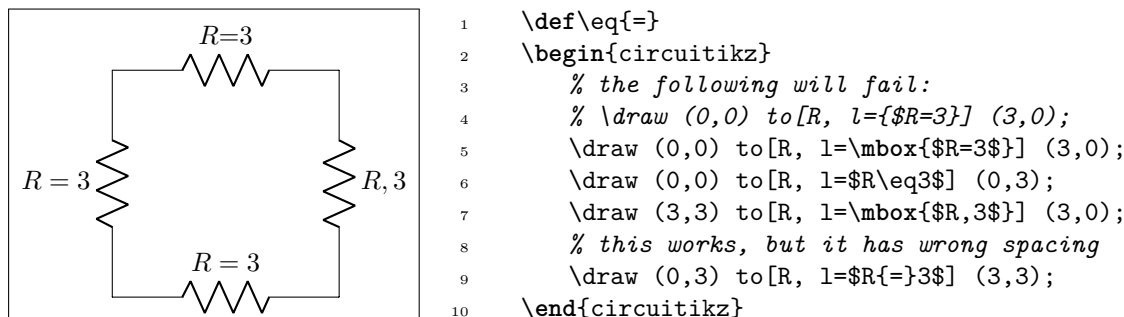 R=3
R = 3
R, 3
R = 3
1 \def\eq{=}
2 \begin{circuitikz}
3 % the following will fail:
4 % \draw (0,0) to[R, l={$R=3}] (3,0);
5 \draw (0,0) to[R, l=\mbox{$R=3$}] (3,0);
6 \draw (0,0) to[R, l=$R\eq3$] (0,3);
7 \draw (3,3) to[R, l=\mbox{$R,3$}] (3,0);
8 % this works, but it has wrong spacing
9 \draw (0,3) to[R, l=$R{=}3$] (3,3);
10 \end{circuitikz}